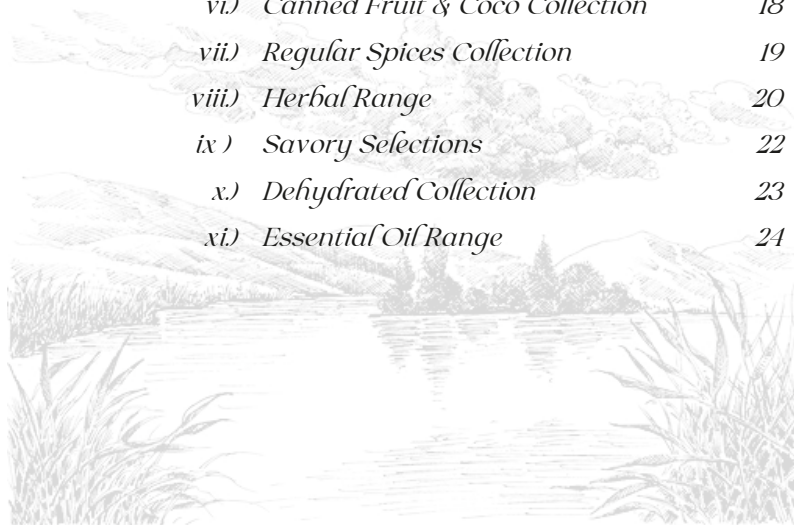 vi.) Canned Fruit & Coco Collection 18
vii.) Regular Spices Collection 19
viii.) Herbal Range 20
ix ) Savory Selections 22
x.) Dehydrated Collection 23
xi.) Essential Oil Range 24